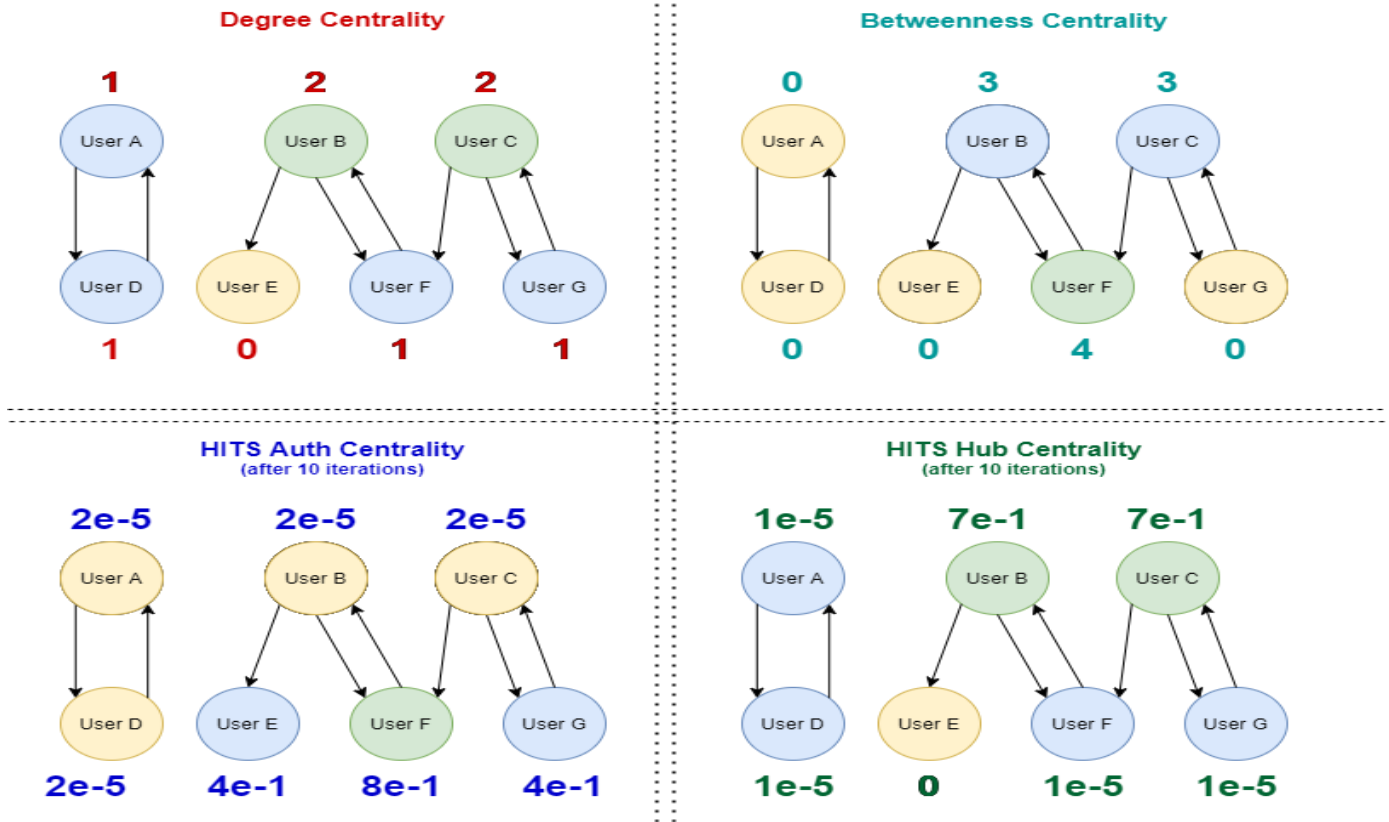 Degree Centrality
1 2 2
User A User B User C
User D User E User F User G
1 0 1 1
Betweenness Centrality
0 3 3
User A User B User C
User D User E User F User G
0 0 4 0
HITS Auth Centrality
(after 10 iterations)
2e-5 2e-5 2e-5
User A User B User C
User D User E User F User G
2e-5 4e-1 8e-1 4e-1
HITS Hub Centrality
(after 10 iterations)
1e-5 7e-1 7e-1
User A User B User C
User D User E User F User G
1e-5 0 1e-5 1e-5